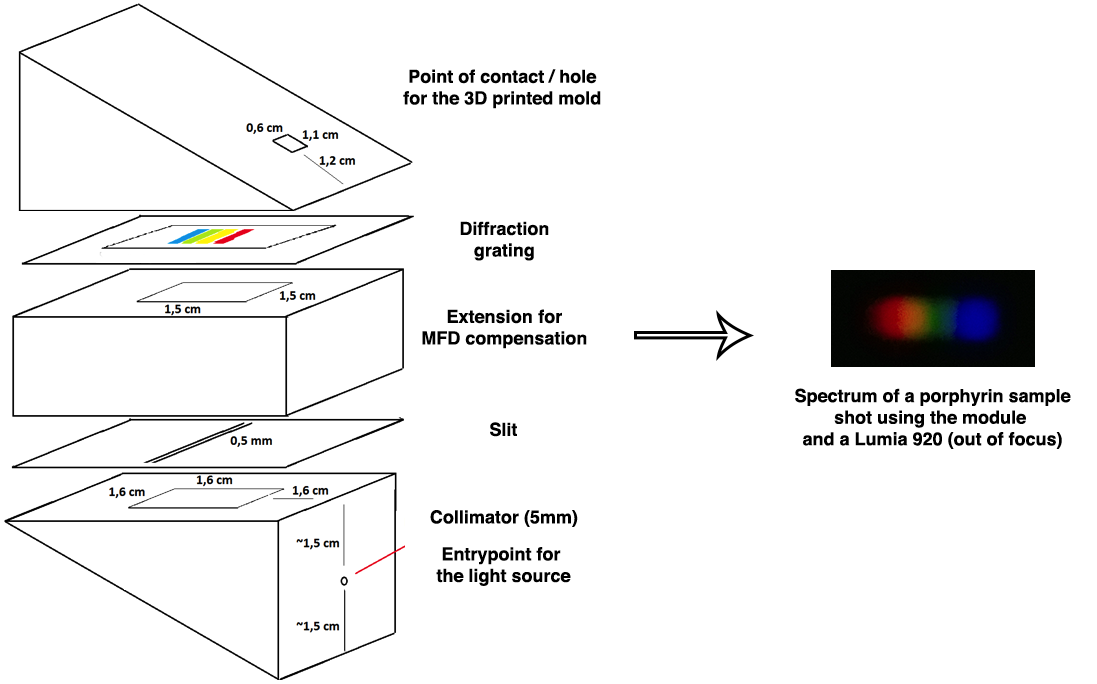 Point of contact / hole
for the 3D printed mold
0,6 cm
1,1 cm
1,2 cm
Diffraction
grating
1,5 cm
1,5 cm
Extension for
MFD compensation
Slit
0,5 mm
1,6 cm
1,6 cm
1,6 cm
Collimator (5mm)
~1,5 cm
Entrypoint for
the light source
~1,5 cm
Spectrum of a porphyrin sample
shot using the module
and a Lumia 920 (out of focus)